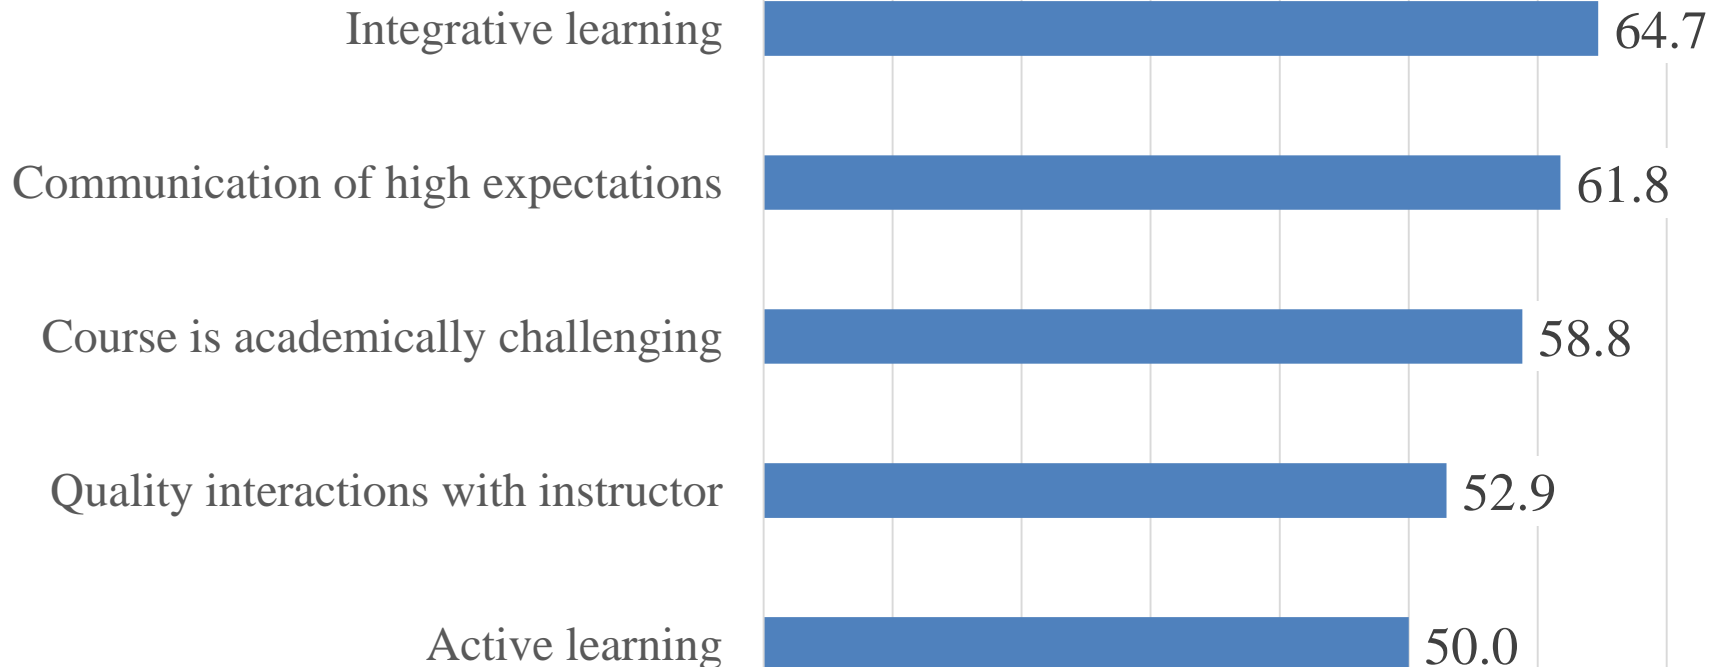 Integrative learning 64.7
Communication of high expectations 61.8
Course is academically challenging 58.8
Quality interactions with instructor 52.9
Active learning 50.0